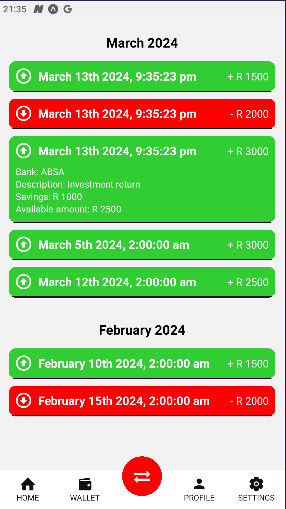 21:35
March 2024
March 13th 2024, 9:35:23 pm + R 1500
March 13th 2024, 9:35:23 pm - R 2000
March 13th 2024, 9:35:23 pm + R 3000
Bank: ABSA
Description: Investment return
Savings: R 1000
Available amount: R 2500
March 5th 2024, 2:00:00 am + R 3000
March 12th 2024, 2:00:00 am + R 2500
February 2024
February 10th 2024, 2:00:00 am + R 1500
February 15th 2024, 2:00:00 am - R 2000
HOME WALLET PROFILE SETTINGS